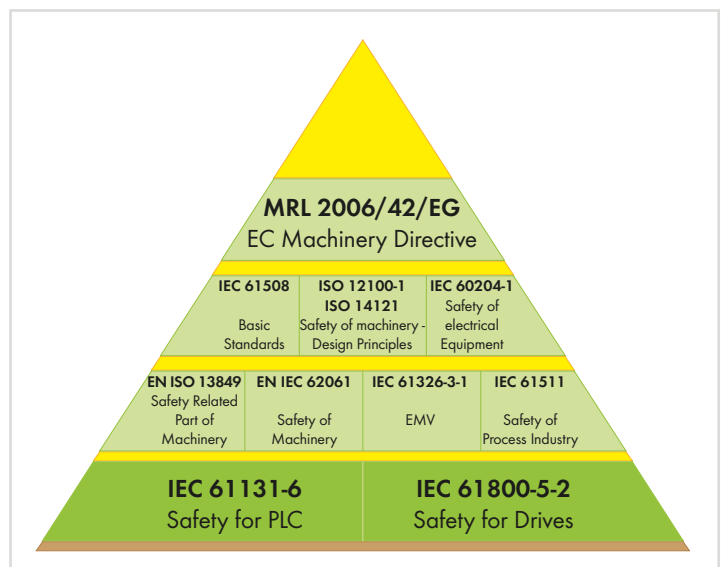 MRL 2006/42/EG
EC Machinery Directive
IEC 61508
Basic
Standards
ISO 12100-1
ISO 14121
Safety of machinery -
Design Principles
IEC 60204-1
Safety of
electrical
Equipment
EN ISO 13849
Safety Related
Part of
Machinery
EN IEC 62061
Safety of
Machinery
IEC 61326-3-1
EMV
IEC 61511
Safety of
Process Industry
IEC 61131-6
Safety for PLC
IEC 61800-5-2
Safety for Drives